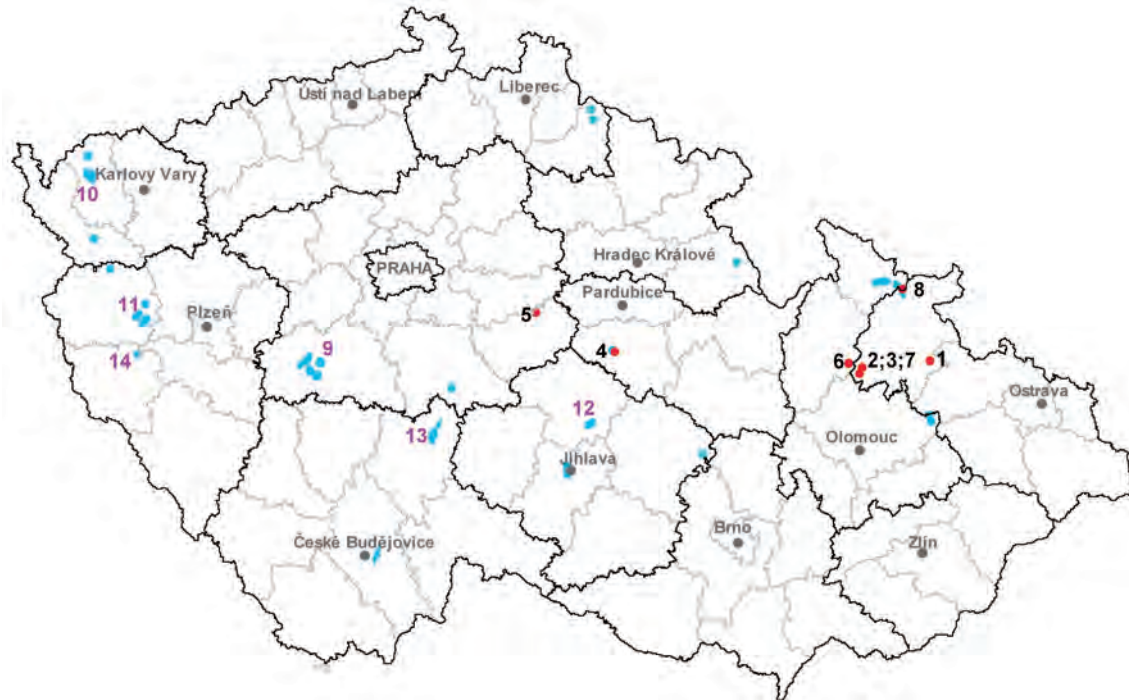 Liberec
Ústí nad Labem
Karlovy Vary
10
Hradec Králové
PRAHA
8
Pardubice
11
Plzeň
5
14
9
4
6
2;3;7
1
Ostrava
12
13
Olomouc
Jihlava
Brno
České Budějovice
Zlín